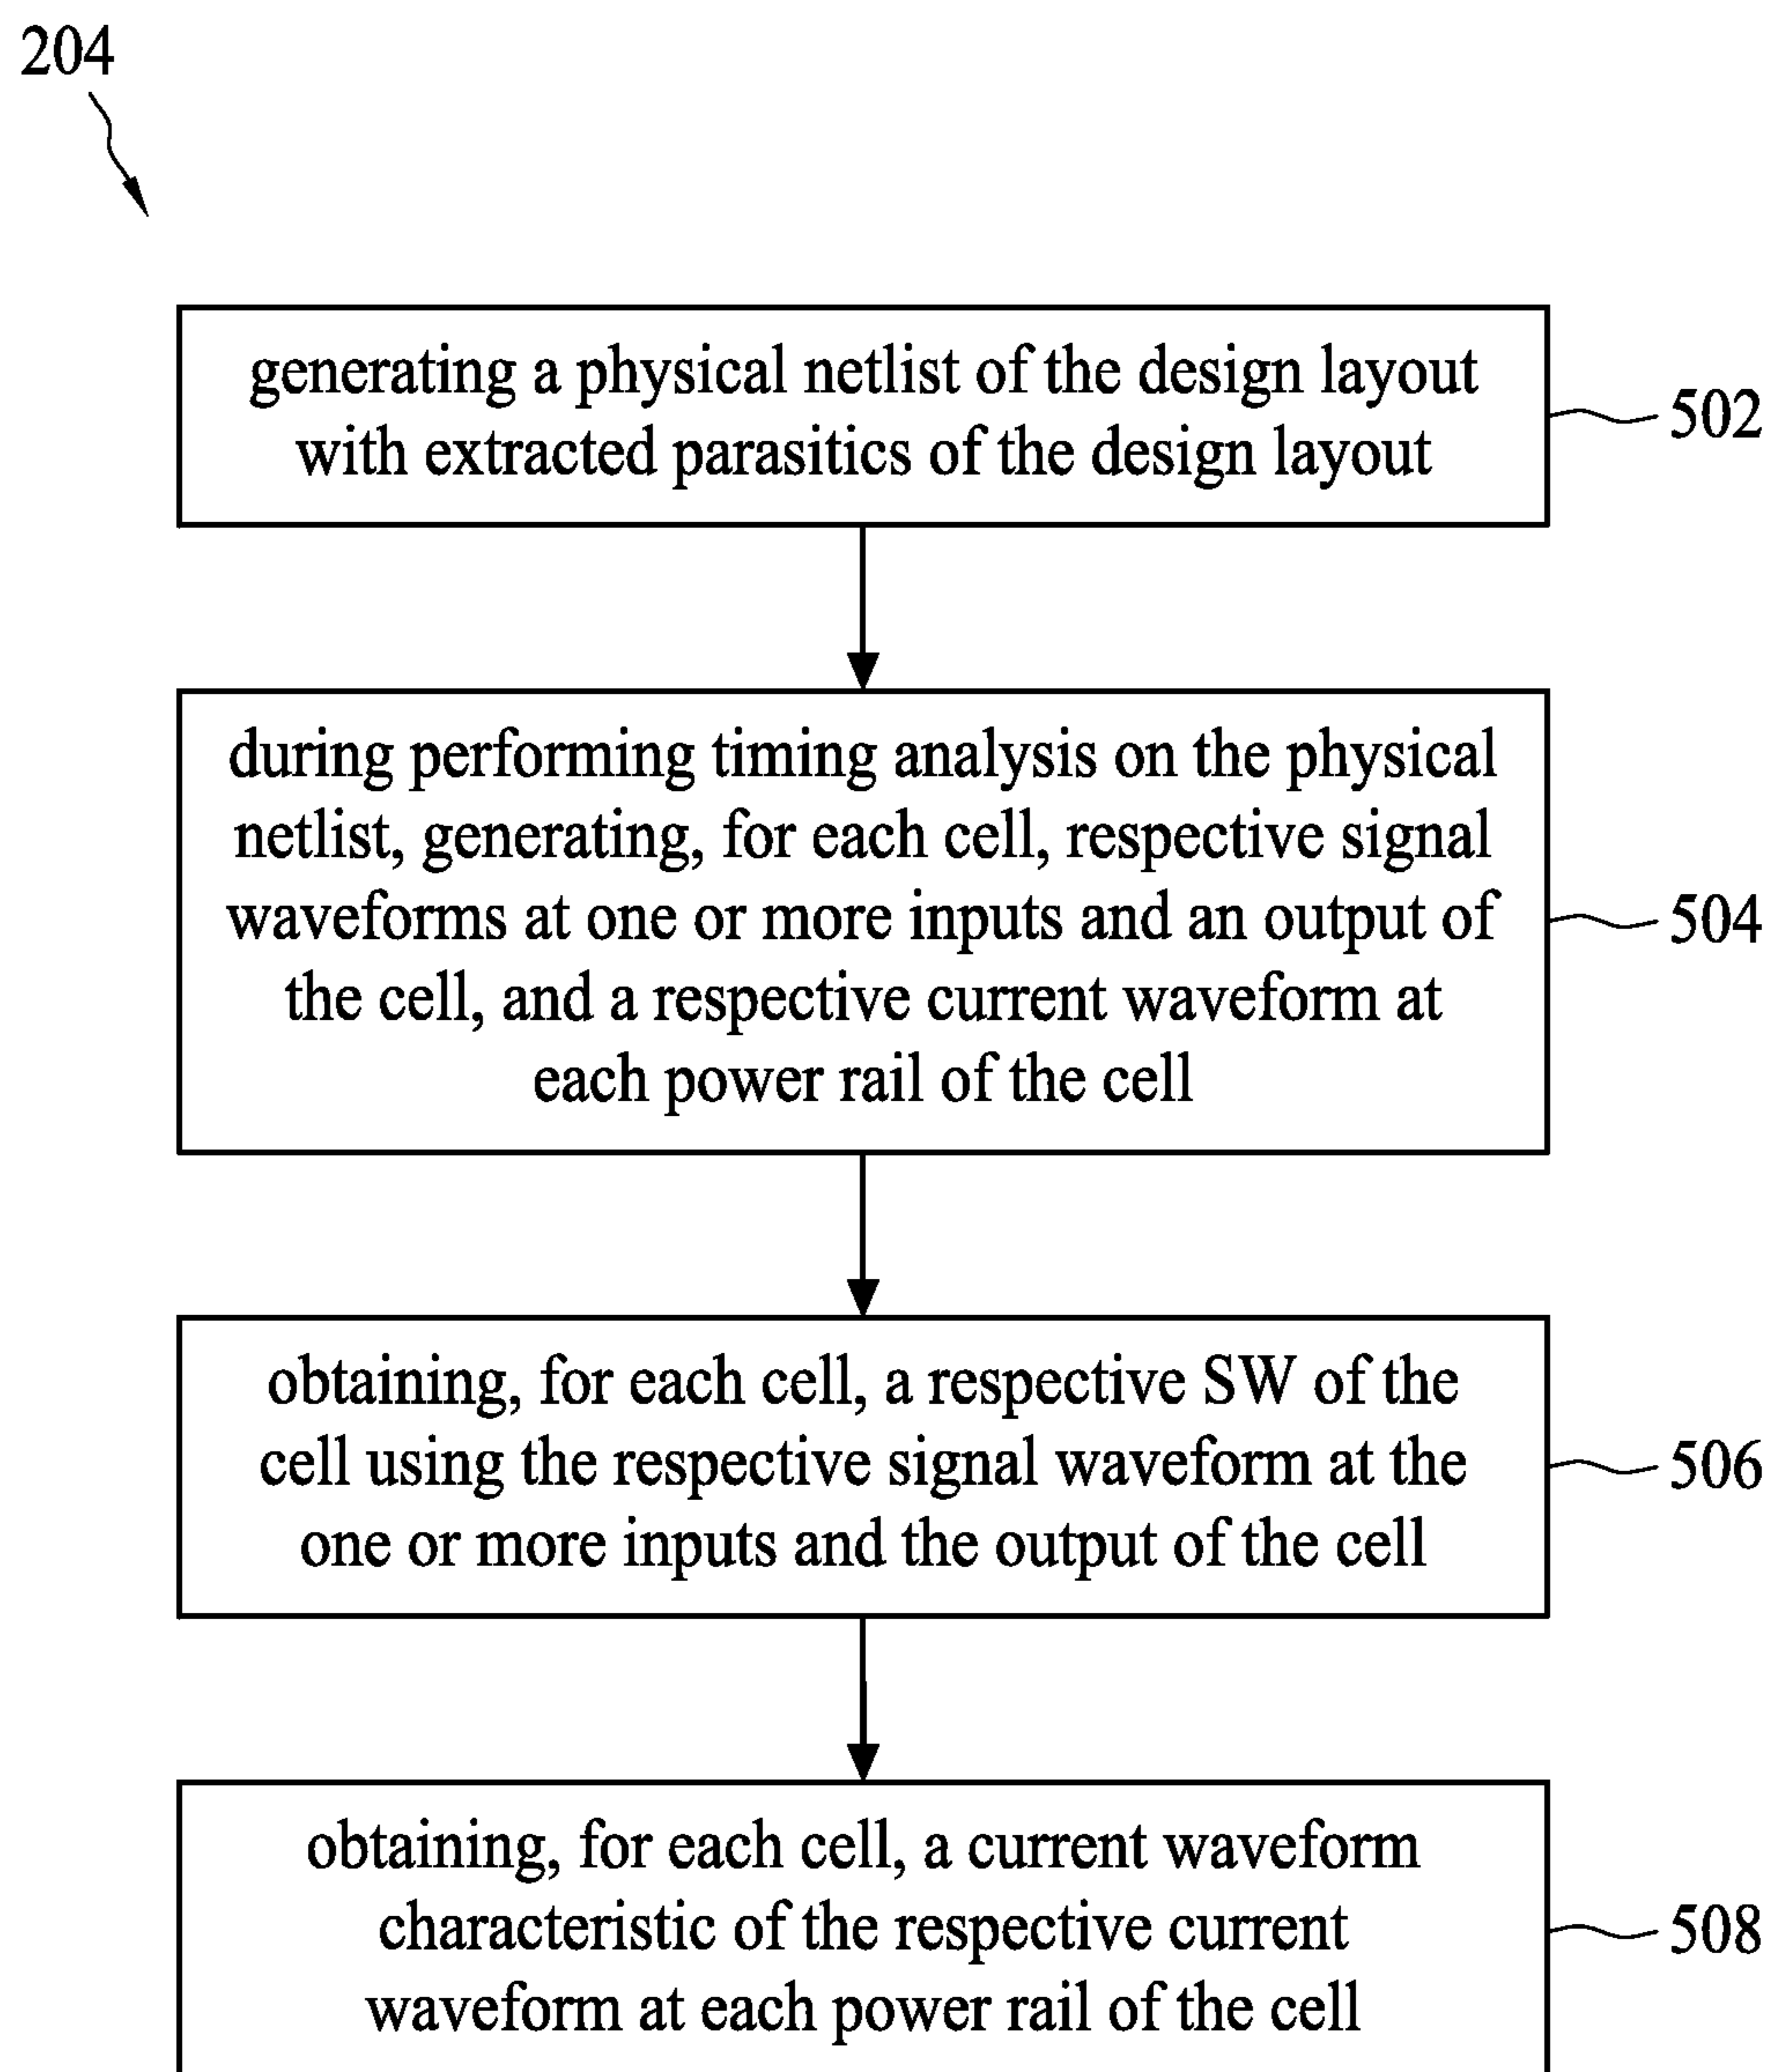 204
generating a physical netlist of the design layout
with extracted parasitics of the design layout
502
during performing timing analysis on the physical
netlist, generating, for each cell, respective signal
waveforms at one or more inputs and an output of
the cell, and a respective current waveform at
each power rail of the cell
504
obtaining, for each cell, a respective SW of the
cell using the respective signal waveform at the
one or more inputs and the output of the cell
506
obtaining, for each cell, a current waveform
characteristic of the respective current
waveform at each power rail of the cell
508